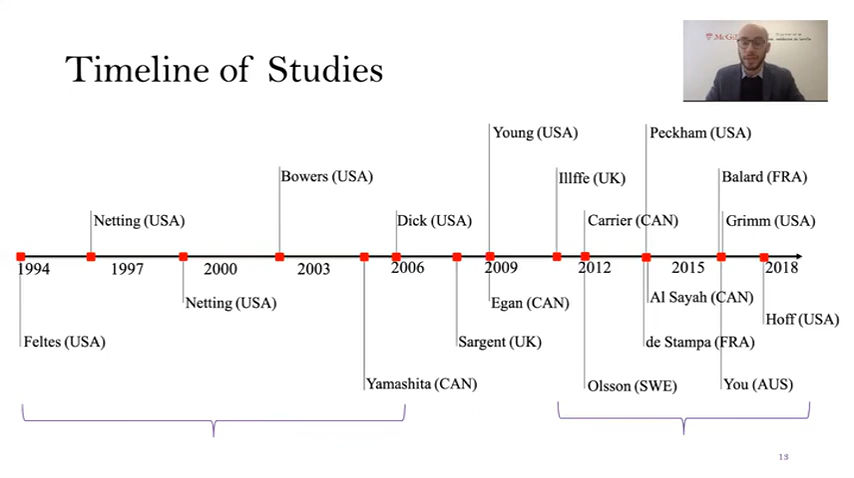 McGill
Timeline of Studies
Young (USA)
Peckham (USA)
Bowers (USA)
Illffe (UK)
Balard (FRA)
Netting (USA)
Dick (USA)
Carrier (CAN)
Grimm (USA)
1994 1997 2000 2003 2006 2009 2012 2015 2018
Netting (USA)
Egan (CAN)
Al Sayah (CAN)
Hoff (USA)
Feltes (USA)
Sargent (UK)
de Stampa (FRA)
Yamashita (CAN)
Olsson (SWE)
You (AUS)
13